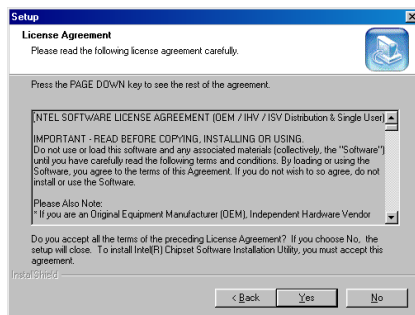 Setup
License Agreement
Please read the following license agreement carefully.
Press the PAGE DOWN key to see the rest of the agreement.
INTEL SOFTWARE LICENSE AGREEMENT (OEM / IHV / ISV Distribution & Single User)
IMPORTANT - READ BEFORE COPYING, INSTALLING OR USING.
Do not use or load this software and any associated materials (collectively, the "Software")
until you have carefully read the following terms and conditions. By loading or using the
Software, you agree to the terms of this Agreement. If you do not wish to so agree, do not
install or use the Software.
Please Also Note:
* If you are an Original Equipment Manufacturer (OEM), Independent Hardware Vendor
Do you accept all the terms of the preceding License Agreement? If you choose No, the
setup will close. To install Intel(R) Chipset Software Installation Utility, you must accept this
agreement.
InstallShield
< Back
Yes
No